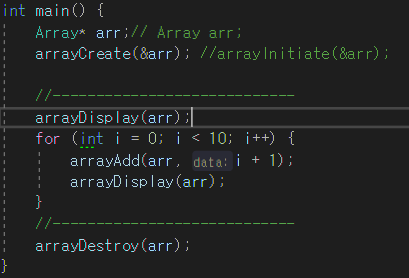 int main() {
Array* arr;// Array arr;
arrayCreate(&arr); //arrayInitiate(&arr);
//----------------------------
arrayDisplay(arr);
for (int i = 0; i < 10; i++) {
arrayAdd(arr, data: i + 1);
arrayDisplay(arr);
}
//----------------------------
arrayDestroy(arr);
}